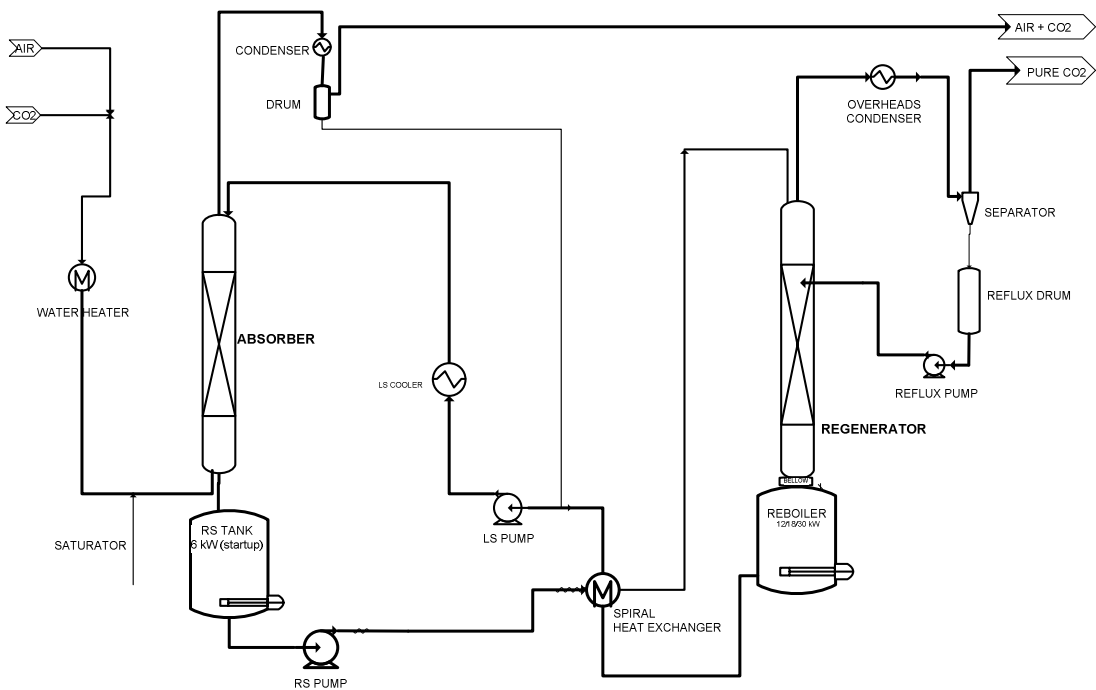 AIR + CO2
AIR
CONDENSER
PURE CO2
DRUM
OVERHEADS
CONDENSER
CO2
SEPARATOR
REFLUX DRUM
WATER HEATER
ABSORBER
LS COOLER
REFLUX PUMP
REGENERATOR
BELLOW
REBOILER
12/18/30 kW
RS TANK
6 kW (startup)
LS PUMP
SATURATOR
SPIRAL
HEAT EXCHANGER
RS PUMP